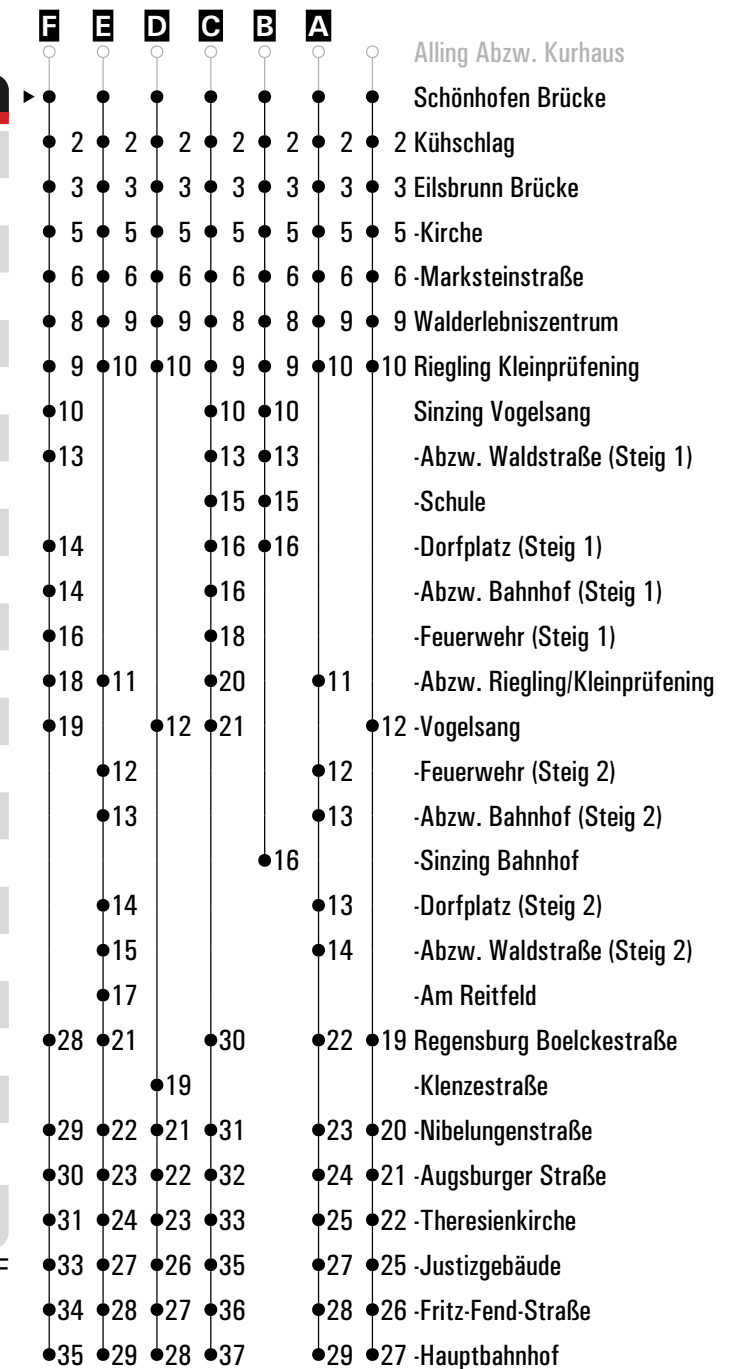 F E D C B A
Alling Abzw. Kurhaus
Schönhofen Brücke
2 2 2 2 2 2 2 Kühschlag
3 3 3 3 3 3 3 Eilsbrunn Brücke
5 5 5 5 5 5 5 -Kirche
6 6 6 6 6 6 6 -Marksteinstraße
8 9 9 8 8 9 9 Walderlebniszentrum
9 10 10 9 9 10 10 Riegling Kleinprüfening
10 10 10 Sinzing Vogelsang
13 13 13 -Abzw. Waldstraße (Steig 1)
15 15 -Schule
14 16 16 -Dorfplatz (Steig 1)
14 16 -Abzw. Bahnhof (Steig 1)
16 18 -Feuerwehr (Steig 1)
18 11 20 11 -Abzw. Riegling/Kleinprüfening
19 12 21 12 -Vogelsang
12 12 -Feuerwehr (Steig 2)
13 13 -Abzw. Bahnhof (Steig 2)
16 -Sinzing Bahnhof
14 13 -Dorfplatz (Steig 2)
15 14 -Abzw. Waldstraße (Steig 2)
17 -Am Reitfeld
28 21 30 22 19 Regensburg Boelckestraße
19 -Klenzestraße
29 22 21 31 23 20 -Nibelungenstraße
30 23 22 32 24 21 -Augsburger Straße
31 24 23 33 25 22 -Theresienkirche
33 27 26 35 27 25 -Justizgebäude
34 28 27 36 28 26 -Fritz-Fend-Straße
35 29 28 37 29 27 -Hauptbahnhof